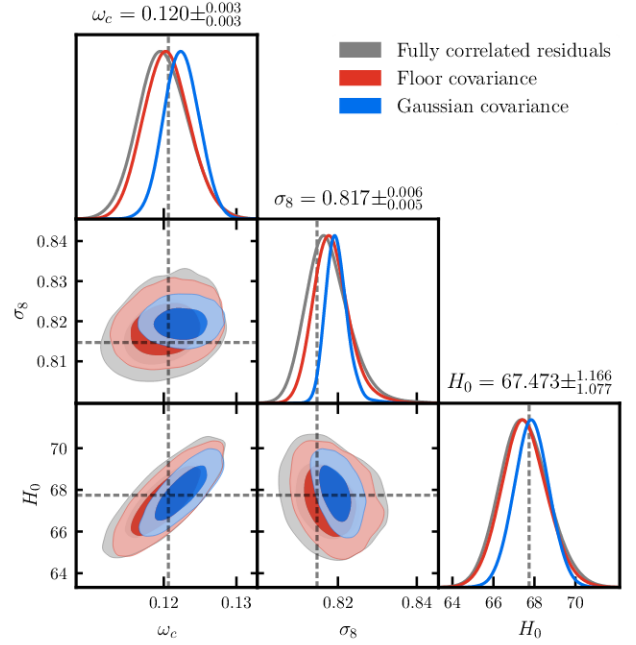 ω_c = 0.120±^{0.003}_{0.003}
Fully correlated residuals
Floor covariance
Gaussian covariance
σ_8 = 0.817±^{0.006}_{0.005}
0.84
0.83
0.82
0.81
σ_8
H_0 = 67.473±^{1.166}_{1.077}
70
68
66
64
H_0
0.12 0.13
0.82 0.84
64 66 68 70
ω_c
σ_8
H_0